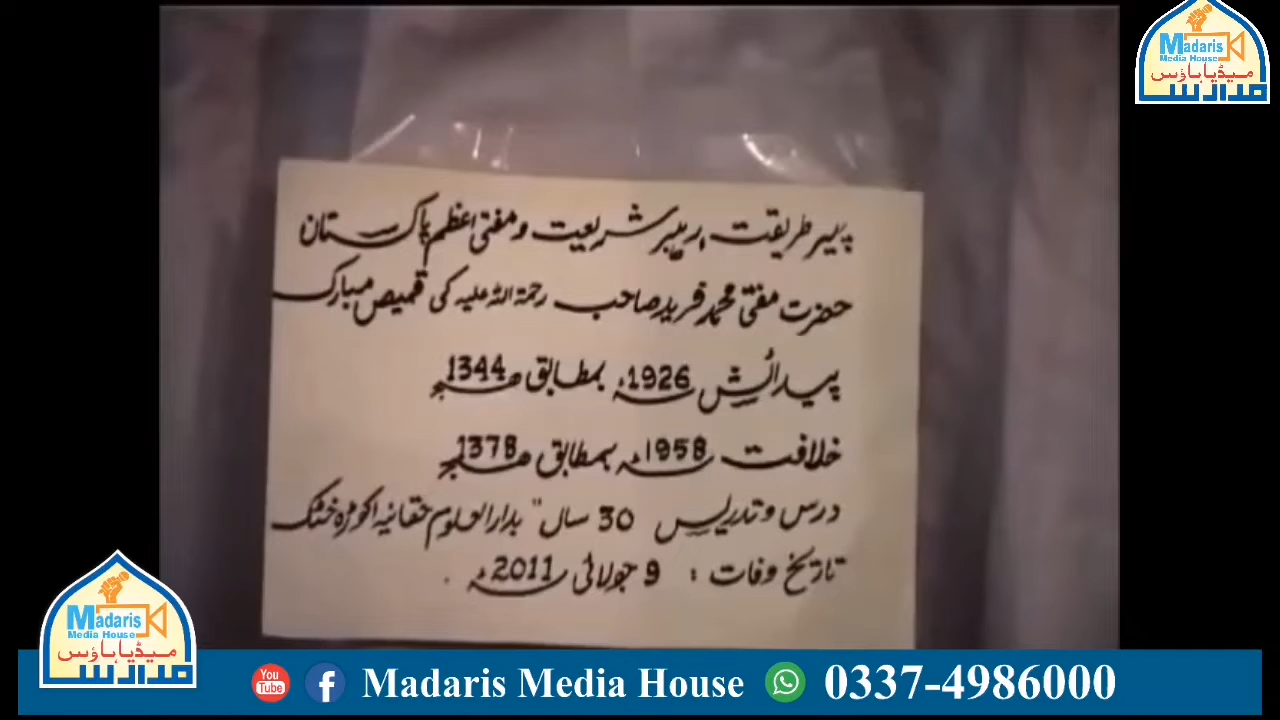 Madaris
Media House
میڈیا ہاؤس
مدارس
پیر طریقت، رہبر شریعت و مفتی اعظم پاکستان
حضرت مفتی محمد فرید صاحب رحمۃ اللہ علیہ کی قمیص مبارک
پیدائش 1926ء بمطابق 1344ھ
خلافت 1958ء بمطابق 1378ھ
درس و تدریس 30 سال" بدار العلوم حقانیہ اکوڑہ خٹک
تاریخ وفات : 9 جولائی 2011ء .
Madaris
Media House
میڈیا ہاؤس
مدارس
You Tube f Madaris Media House 0337-4986000